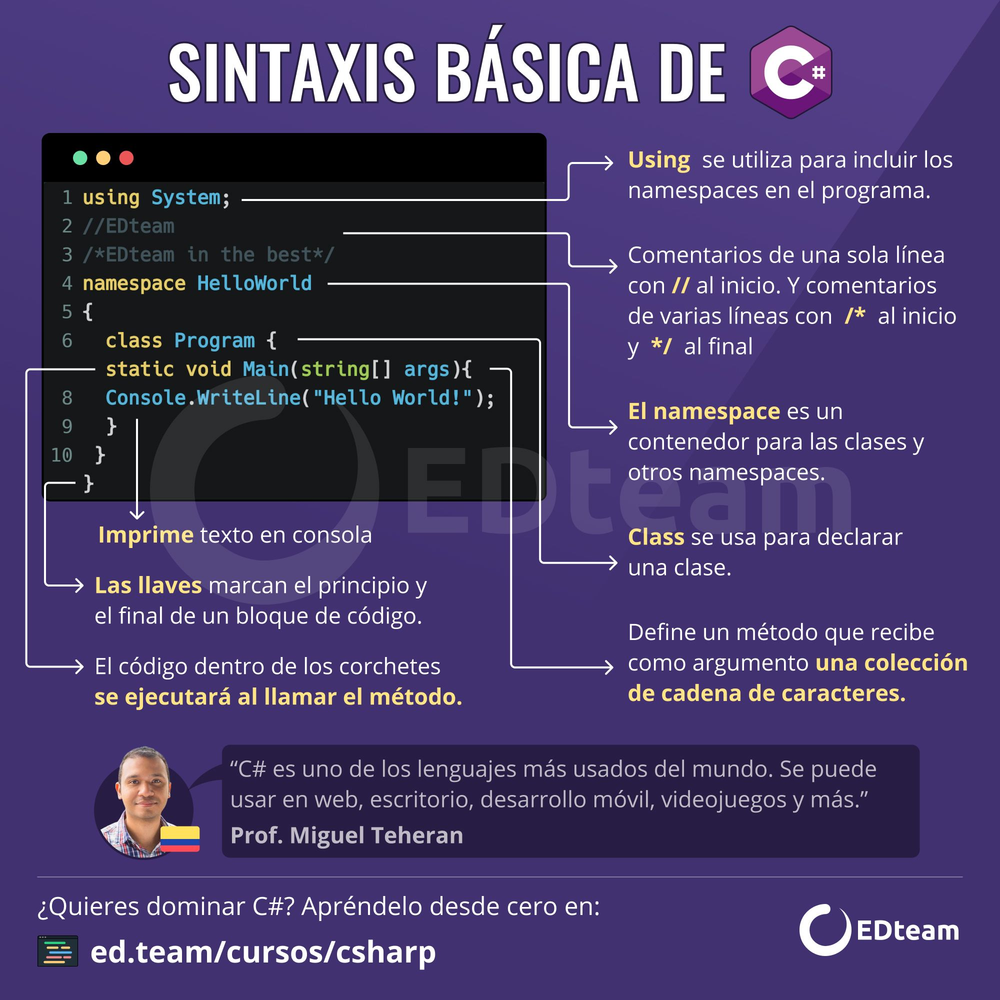 SINTAXIS BÁSICA DE C#
1 using System;
2 //EDteam
3 /*EDteam in the best*/
4 namespace HelloWorld
5 {
6 class Program {
static void Main(string[] args){
8 Console.WriteLine("Hello World!");
9 }
10 }
}
Using se utiliza para incluir los
namespaces en el programa.
Comentarios de una sola línea
con // al inicio. Y comentarios
de varias líneas con /* al inicio
y */ al final
El namespace es un
contenedor para las clases y
otros namespaces.
Class se usa para declarar
una clase.
Define un método que recibe
como argumento una colección
de cadena de caracteres.
Imprime texto en consola
Las llaves marcan el principio y
el final de un bloque de código.
El código dentro de los corchetes
se ejecutará al llamar el método.
EDteam
“C# es uno de los lenguajes más usados del mundo. Se puede
usar en web, escritorio, desarrollo móvil, videojuegos y más.”
Prof. Miguel Teheran
¿Quieres dominar C#? Apréndelo desde cero en:
ed.team/cursos/csharp
EDteam